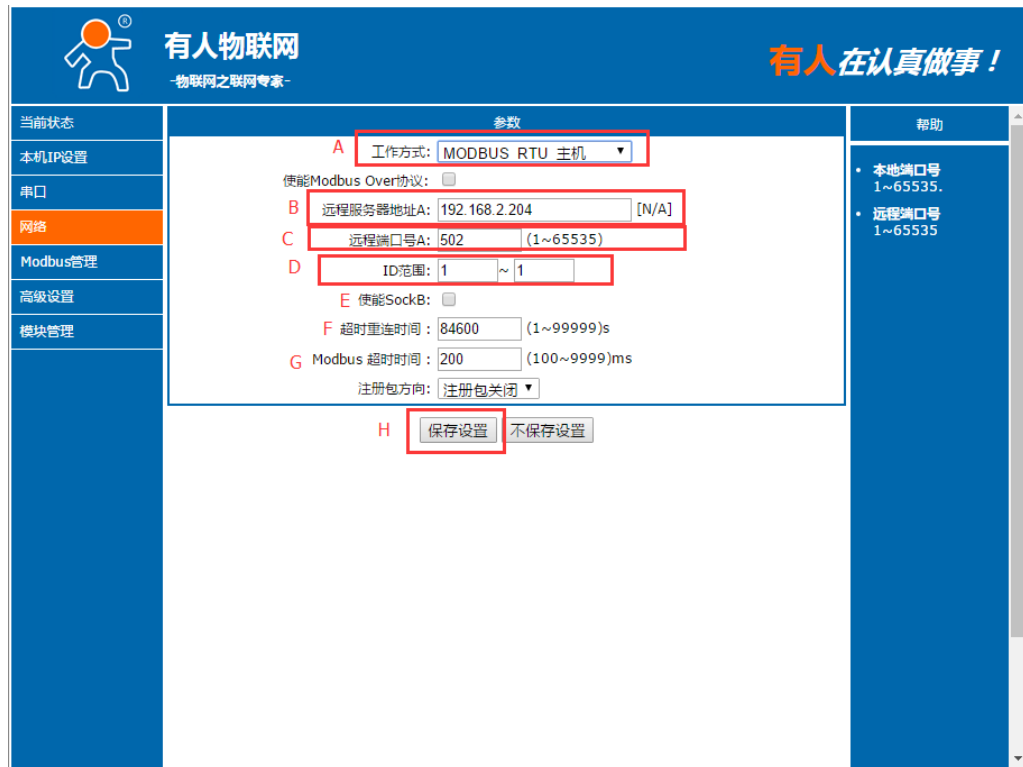 ®
有人物联网
-物联网之联网专家-
有人在认真做事！
当前状态
本机IP设置
串口
网络
Modbus管理
高级设置
模块管理
参数
A 工作方式: MODBUS RTU 主机
使能Modbus Over协议:
B 远程服务器地址A: 192.168.2.204 [N/A]
C 远程端口号A: 502 (1~65535)
D ID范围: 1 ~ 1
E 使能SockB:
F 超时重连时间 : 84600 (1~99999)s
G Modbus 超时时间 : 200 (100~9999)ms
注册包方向: 注册包关闭
H 保存设置 不保存设置
帮助
• 本地端口号
1~65535.
• 远程端口号
1~65535